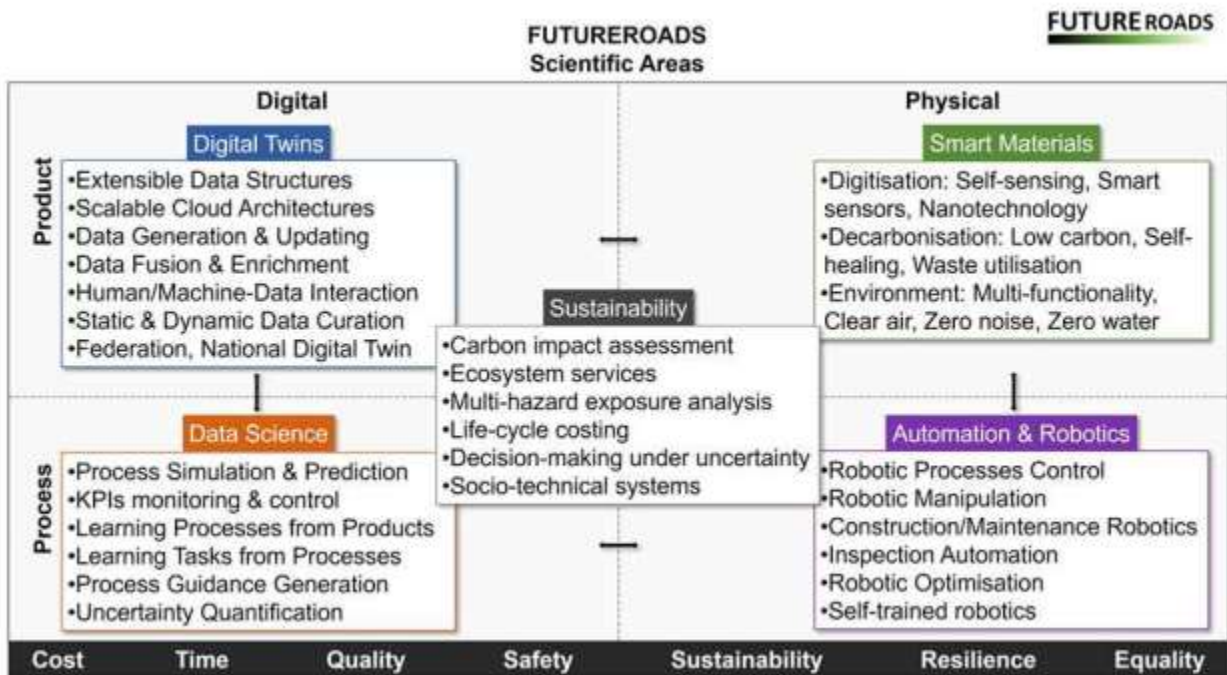 FUTUREROADS
Scientific Areas
FUTURE ROADS
Digital
Physical
Product
Digital Twins
•Extensible Data Structures
•Scalable Cloud Architectures
•Data Generation & Updating
•Data Fusion & Enrichment
•Human/Machine-Data Interaction
•Static & Dynamic Data Curation
•Federation, National Digital Twin
Smart Materials
•Digitisation: Self-sensing, Smart
sensors, Nanotechnology
•Decarbonisation: Low carbon, Self-
healing, Waste utilisation
•Environment: Multi-functionality,
Clear air, Zero noise, Zero water
Sustainability
•Carbon impact assessment
•Ecosystem services
•Multi-hazard exposure analysis
•Life-cycle costing
•Decision-making under uncertainty
•Socio-technical systems
Process
Data Science
•Process Simulation & Prediction
•KPIs monitoring & control
•Learning Processes from Products
•Learning Tasks from Processes
•Process Guidance Generation
•Uncertainty Quantification
Automation & Robotics
•Robotic Processes Control
•Robotic Manipulation
•Construction/Maintenance Robotics
•Inspection Automation
•Robotic Optimisation
•Self-trained robotics
Cost Time Quality Safety Sustainability Resilience Equality